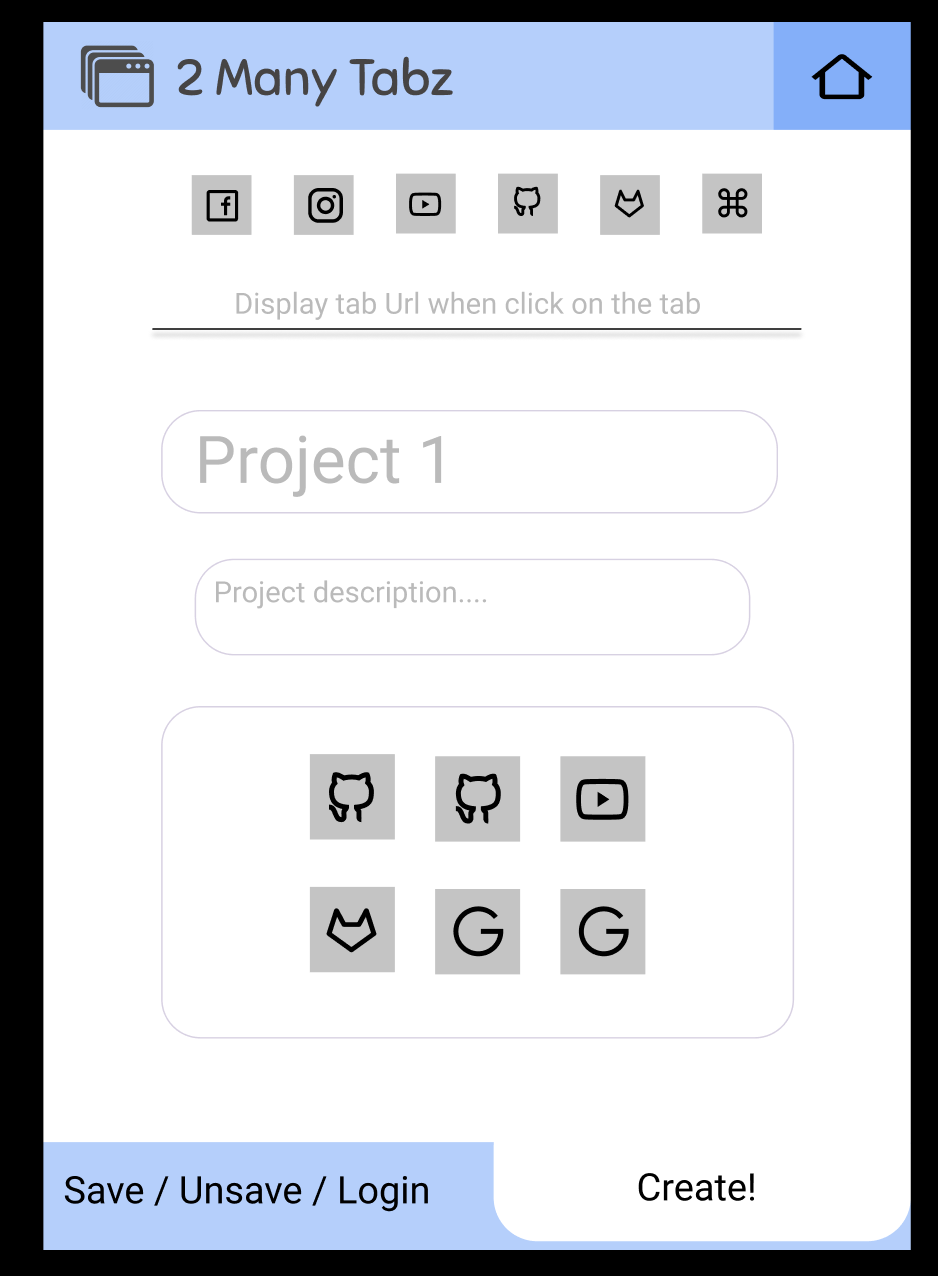 2 Many Tabz
Display tab Url when click on the tab
Project 1
Project description....
Save / Unsave / Login
Create!